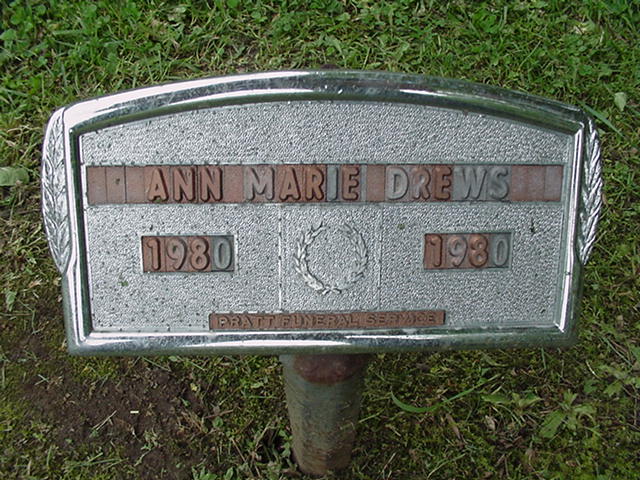 ANN MARIE DREWS
1980 1980
PRATT FUNERAL SERVICE